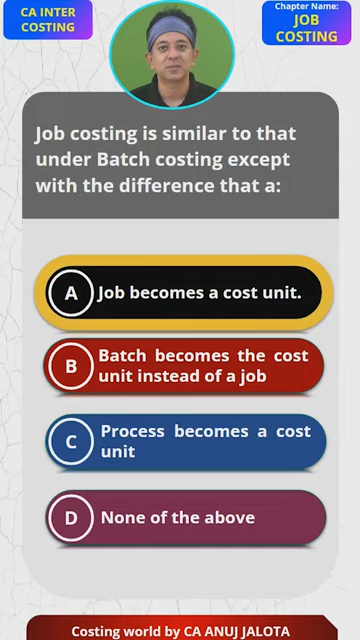 CA INTER
COSTING
Chapter Name:
JOB
COSTING
Job costing is similar to that
under Batch costing except
with the difference that a:
A Job becomes a cost unit.
B Batch becomes the cost
unit instead of a job
C Process becomes a cost
unit
D None of the above
Costing world by CA ANUJ JALOTA